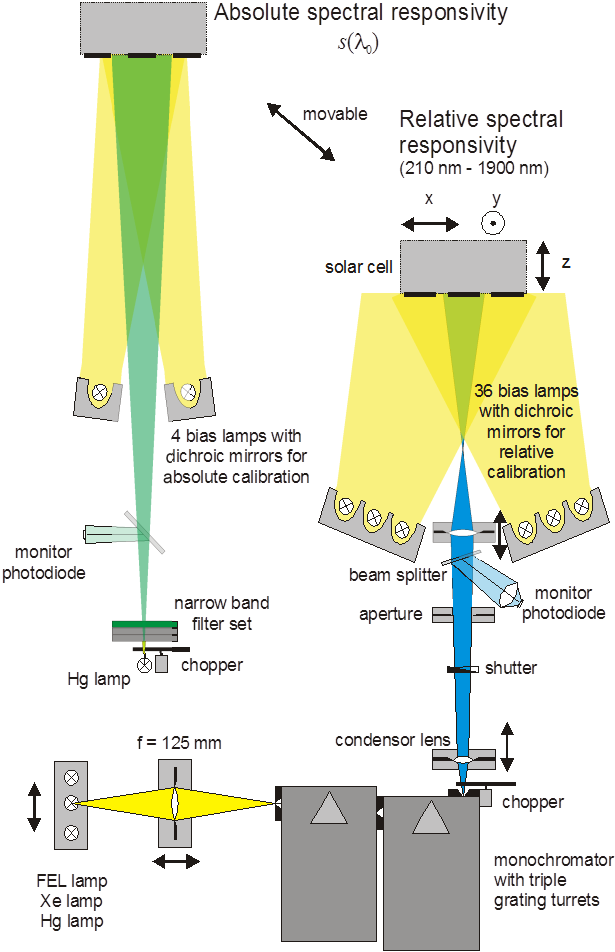 Absolute spectral responsivity
s(λ0)
movable
Relative spectral
responsivity
(210 nm - 1900 nm)
x
y
solar cell
z
4 bias lamps with
dichroic mirrors for
absolute calibration
36 bias lamps
with dichroic
mirrors for
relative
calibration
monitor
photodiode
beam splitter
monitor
photodiode
aperture
narrow band
filter set
chopper
Hg lamp
shutter
condensor lens
f = 125 mm
chopper
monochromator
with triple
grating turrets
FEL lamp
Xe lamp
Hg lamp